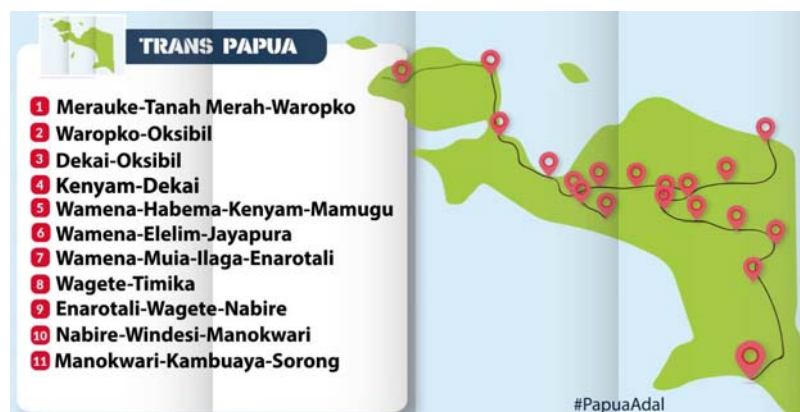 TRANS PAPUA
1 Merauke-Tanah Merah-Waropko
2 Waropko-Oksibil
3 Dekai-Oksibil
4 Kenyam-Dekai
5 Wamena-Habema-Kenyam-Mamugu
6 Wamena-Elelim-Jayapura
7 Wamena-Muia-Ilaga-Enarotali
8 Wagete-Timika
9 Enarotali-Wagete-Nabire
10 Nabire-Windesi-Manokwari
11 Manokwari-Kambuaya-Sorong
#PapuaAdal